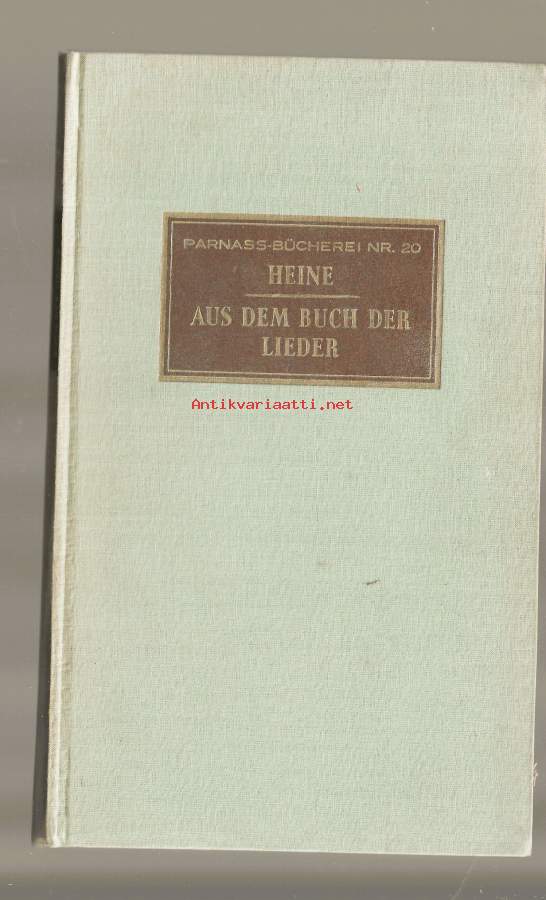 PARNASS-BÜCHEREI NR. 20
HEINE
AUS DEM BUCH DER
LIEDER
Antikvariaatti.net